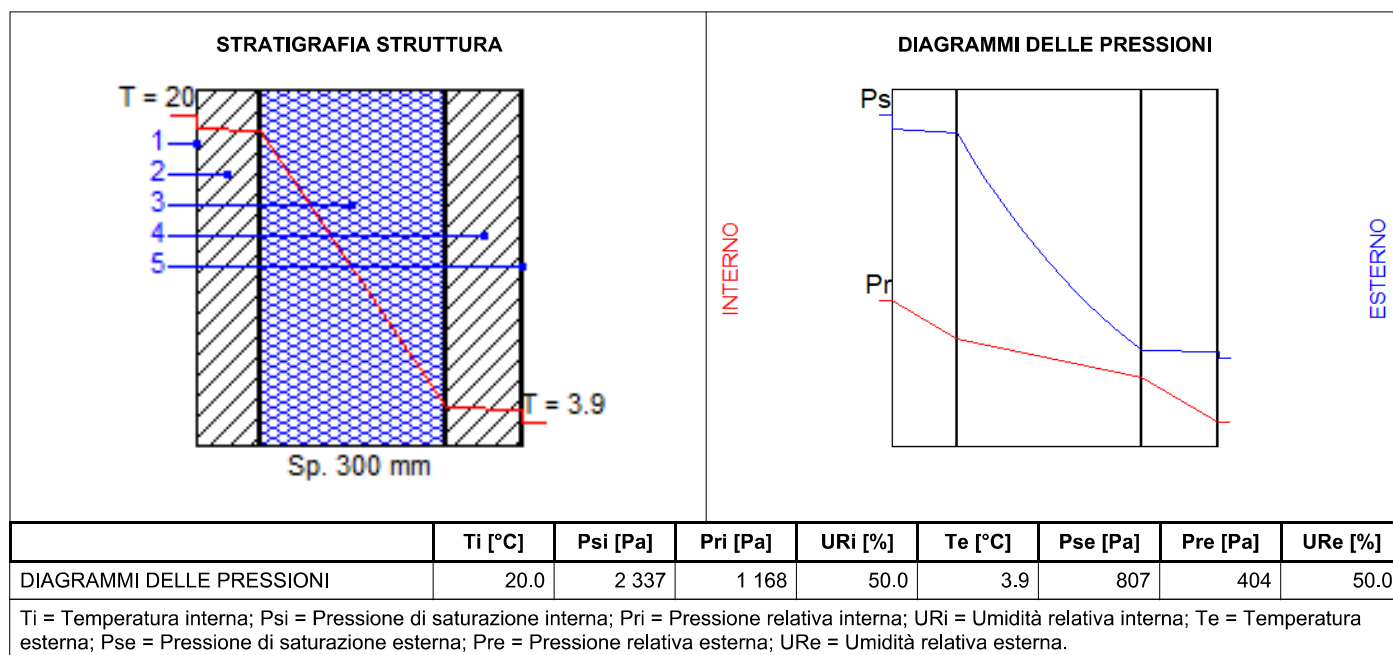 STRATIGRAFIA STRUTTURA
T = 20
1
2
3
4
5
T = 3.9
Sp. 300 mm
DIAGRAMMI DELLE PRESSIONI
Ps
Pr
INTERNO
ESTERNO
Ti [°C] Psi [Pa] Pri [Pa] URi [%] Te [°C] Pse [Pa] Pre [Pa] URe [%]
DIAGRAMMI DELLE PRESSIONI 20.0 2 337 1 168 50.0 3.9 807 404 50.0
Ti = Temperatura interna; Psi = Pressione di saturazione interna; Pri = Pressione relativa interna; URi = Umidità relativa interna; Te = Temperatura
esterna; Pse = Pressione di saturazione esterna; Pre = Pressione relativa esterna; URe = Umidità relativa esterna.